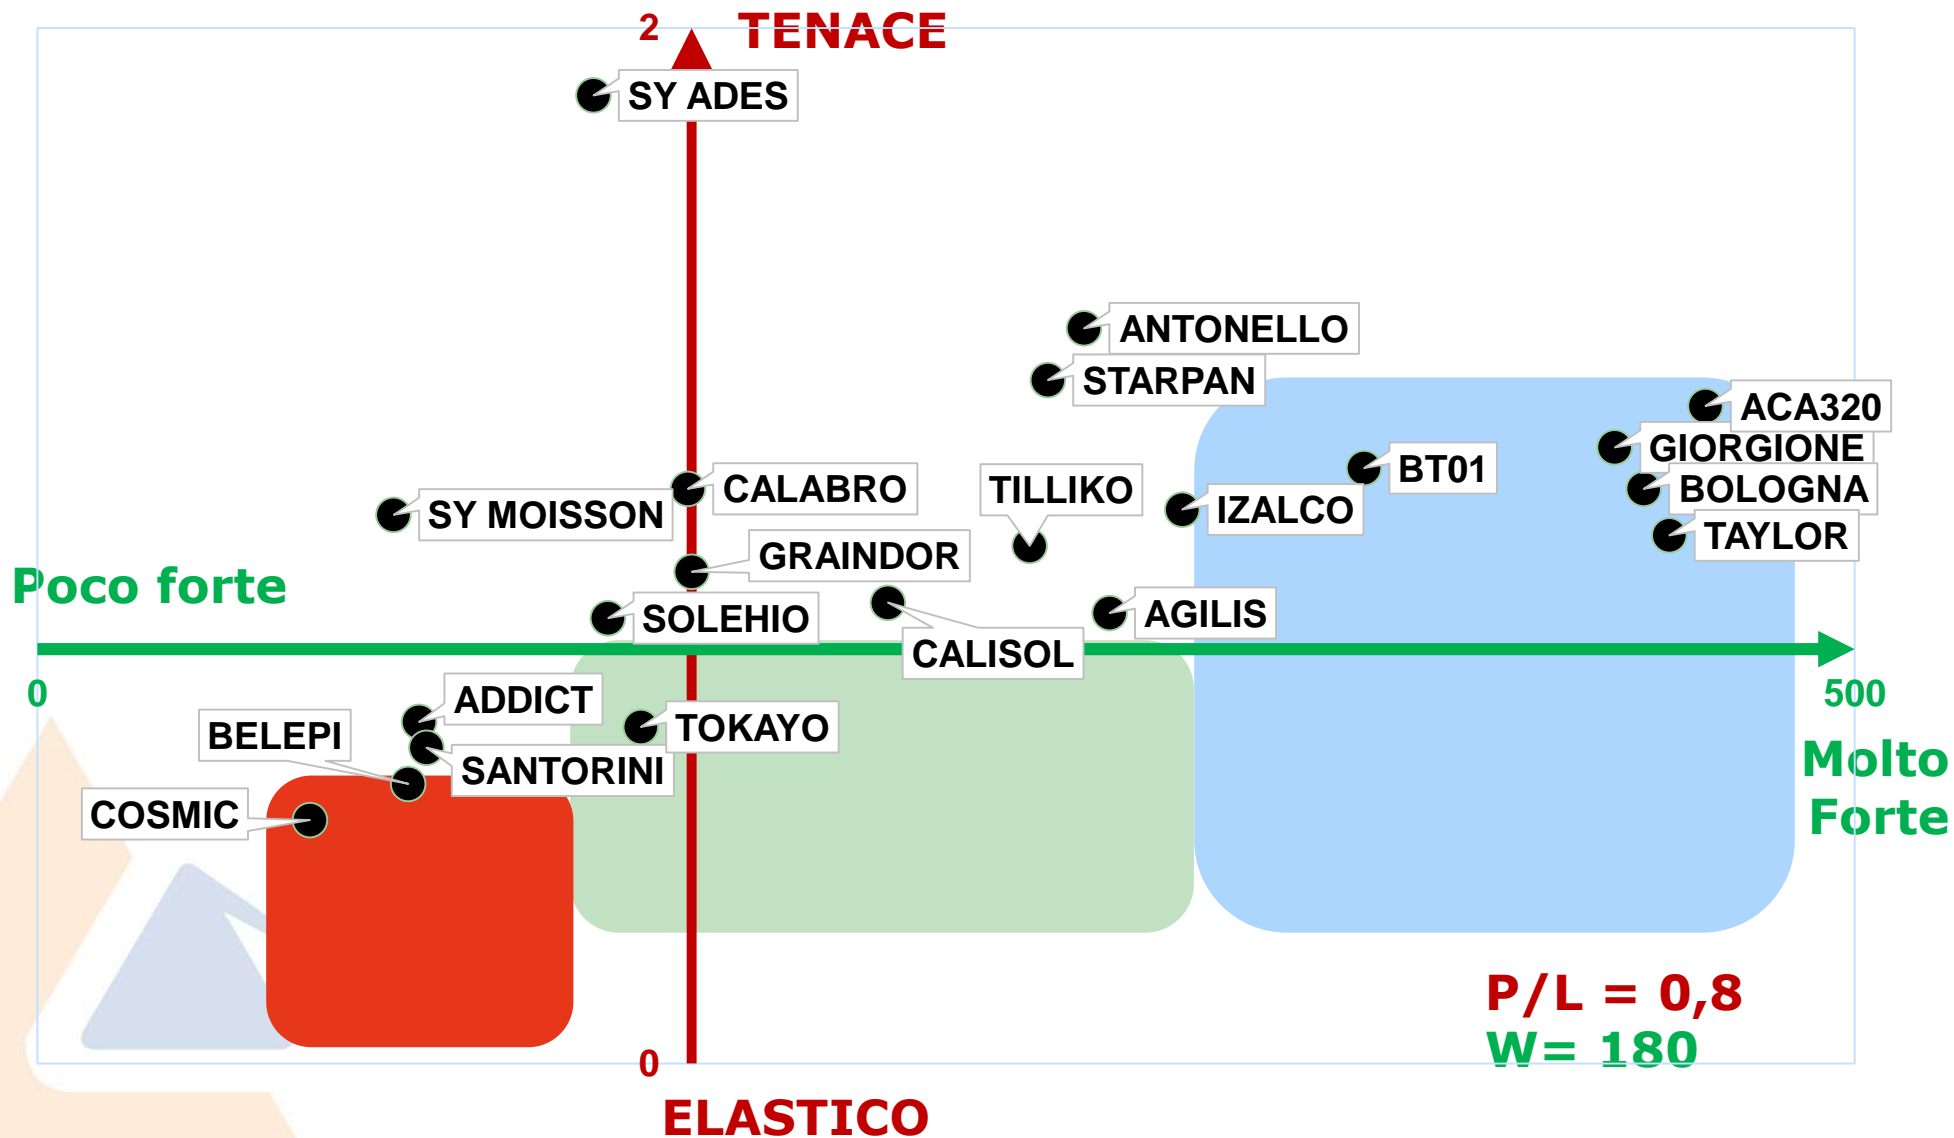 2
TENACE
SY ADES
ANTONELLO
STARPAN
ACA320
GIORGIONE
BT01
CALABRO
TILLIKO
BOLOGNA
IZALCO
SY MOISSON
TAYLOR
GRAINDOR
Poco forte
AGILIS
SOLEHIO
CALISOL
0
500
ADDICT
TOKAYO
BELEPI
SANTORINI
Molto
Forte
COSMIC
P/L = 0,8
W= 180
0
ELASTICO